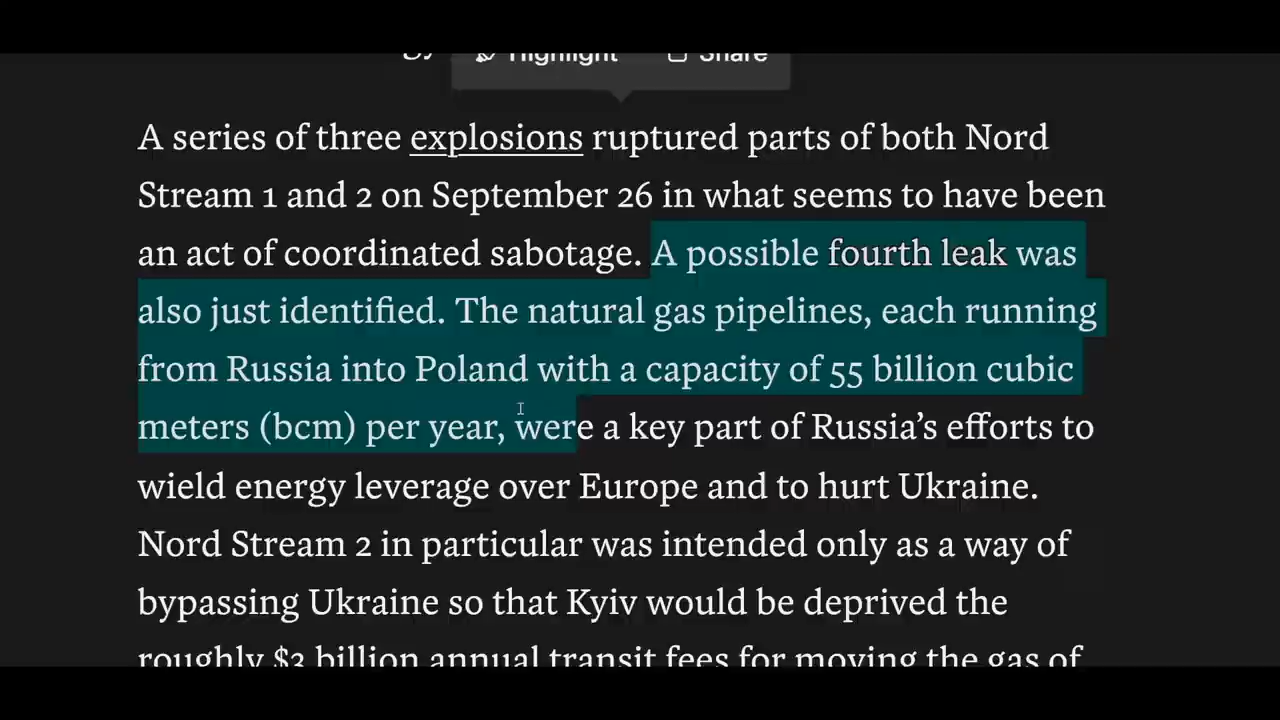 By Highlight Share
A series of three explosions ruptured parts of both Nord
Stream 1 and 2 on September 26 in what seems to have been
an act of coordinated sabotage. A possible fourth leak was
also just identified. The natural gas pipelines, each running
from Russia into Poland with a capacity of 55 billion cubic
meters (bcm) per year, were a key part of Russia’s efforts to
wield energy leverage over Europe and to hurt Ukraine.
Nord Stream 2 in particular was intended only as a way of
bypassing Ukraine so that Kyiv would be deprived the
roughly $3 billion annual transit fees for moving the gas of